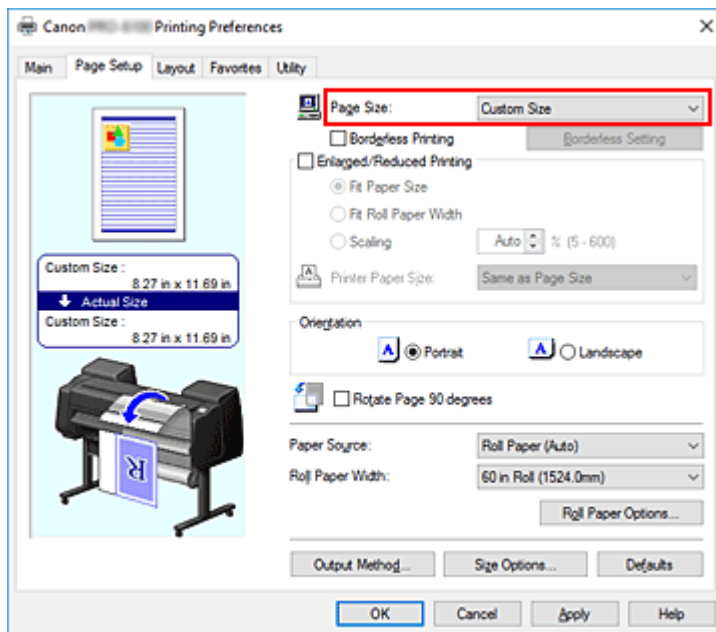 Canon Printing Preferences
Main Page Setup Layout Favorites Utility
Page Size: Custom Size
Borderless Printing Borderless Setting
Enlarged/Reduced Printing
Fit Paper Size
Fit Roll Paper Width
Scaling Auto % (5 - 600)
Printer Paper Size: Same as Page Size
Custom Size :
8.27 in x 11.69 in
Actual Size
Custom Size :
8.27 in x 11.69 in
Orientation
A Portrait A Landscape
Rotate Page 90 degrees
R
Paper Source: Roll Paper (Auto)
Roll Paper Width: 60 in Roll (1524.0mm)
Roll Paper Options...
Output Method... Size Options... Defaults
OK Cancel Apply Help